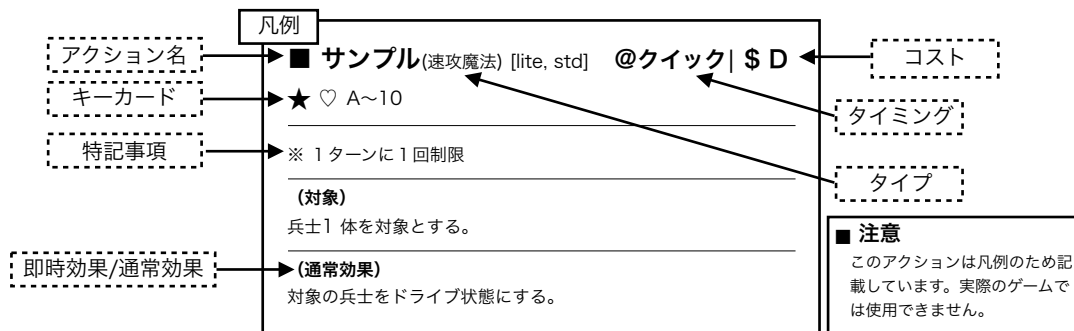 凡例
アクション名
■ サンプル(速攻魔法) [lite, std] @クイック| $ D
コスト
キーカード
★ ♡ A〜10
タイミング
特記事項
※ 1ターンに1回制限
タイプ
(対象)
兵士1 体を対象とする。
即時効果/通常効果
(通常効果)
対象の兵士をドライブ状態にする。
■ 注意
このアクションは凡例のため記
載しています。実際のゲームで
は使用できません。